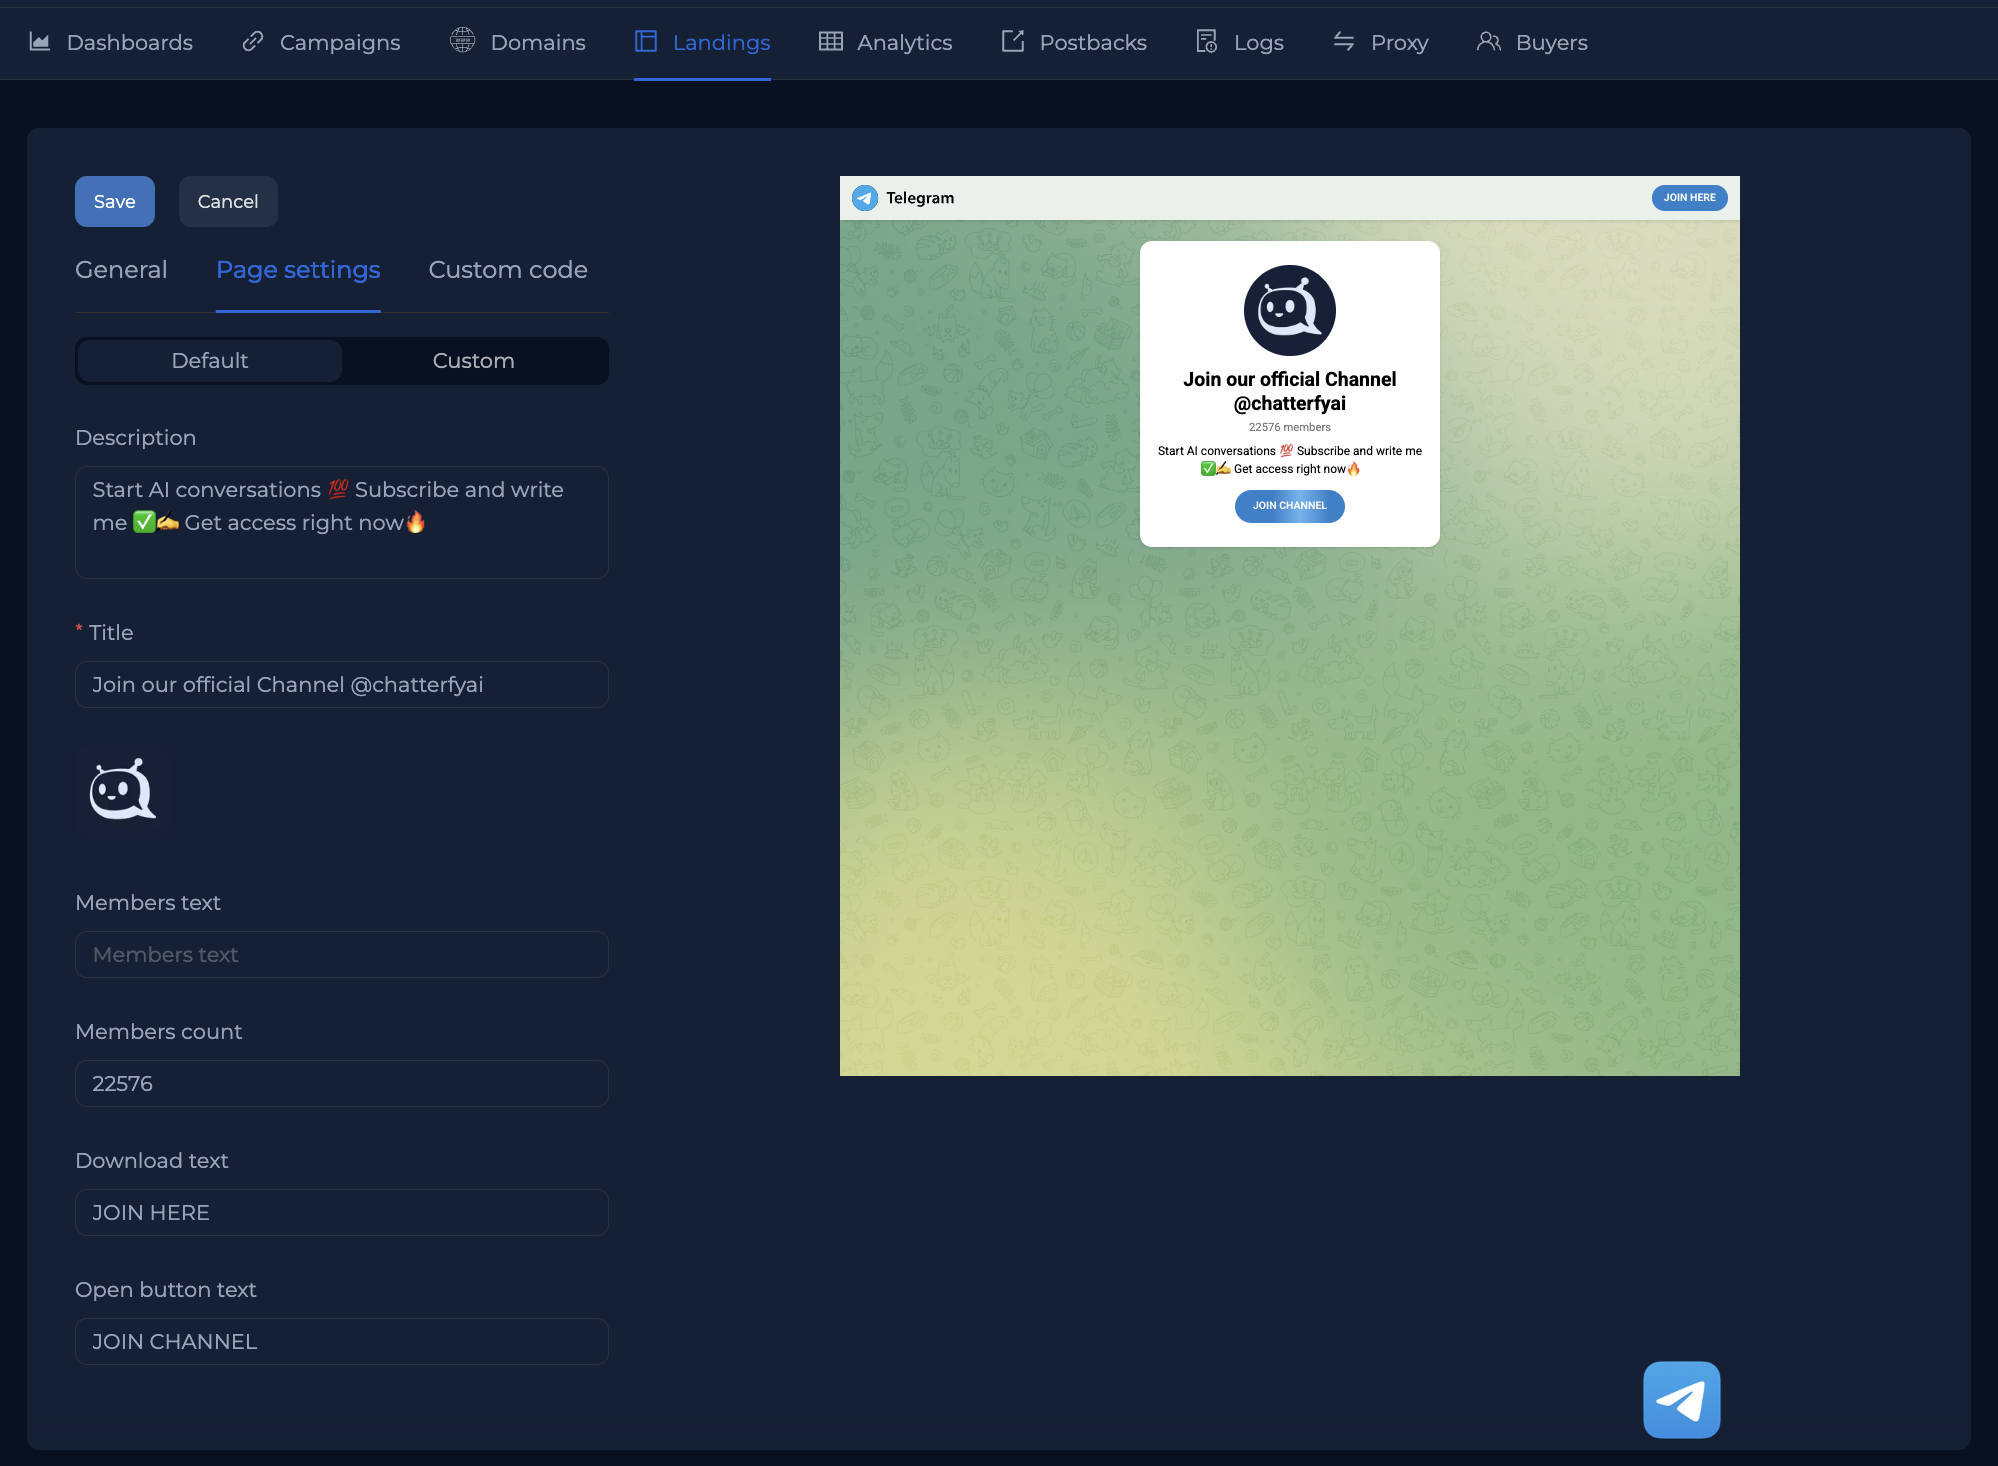 Dashboards
Campaigns
Domains
Landings
Analytics
Postbacks
Logs
Proxy
Buyers
Save
Cancel
General
Page settings
Custom code
Default
Custom
Description
Start AI conversations 💯 Subscribe and write
me ✅✍️ Get access right now🔥
* Title
Join our official Channel @chatterfyai
Members text
Members text
Members count
22576
Download text
JOIN HERE
Open button text
JOIN CHANNEL
Telegram
JOIN HERE
Join our official Channel
@chatterfyai
22576 members
Start AI conversations 💯 Subscribe and write me
✅✍️ Get access right now🔥
JOIN CHANNEL